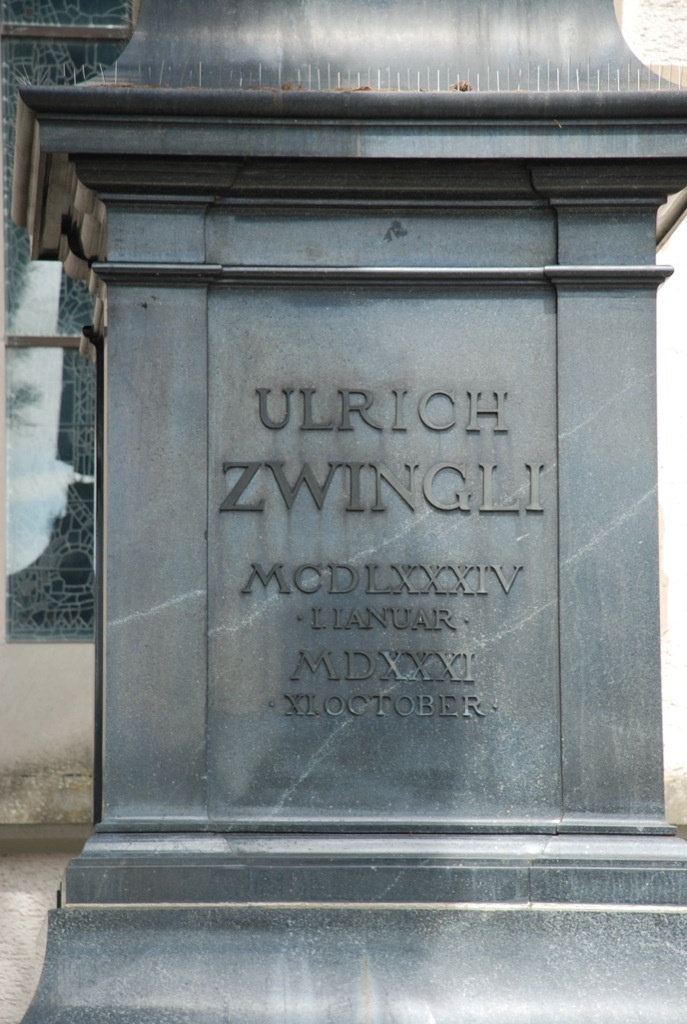 ULRICH
ZWINGLI
MCDLXXXIV
· I. IANUAR ·
MDXXXI
· XI.OCTOBER ·